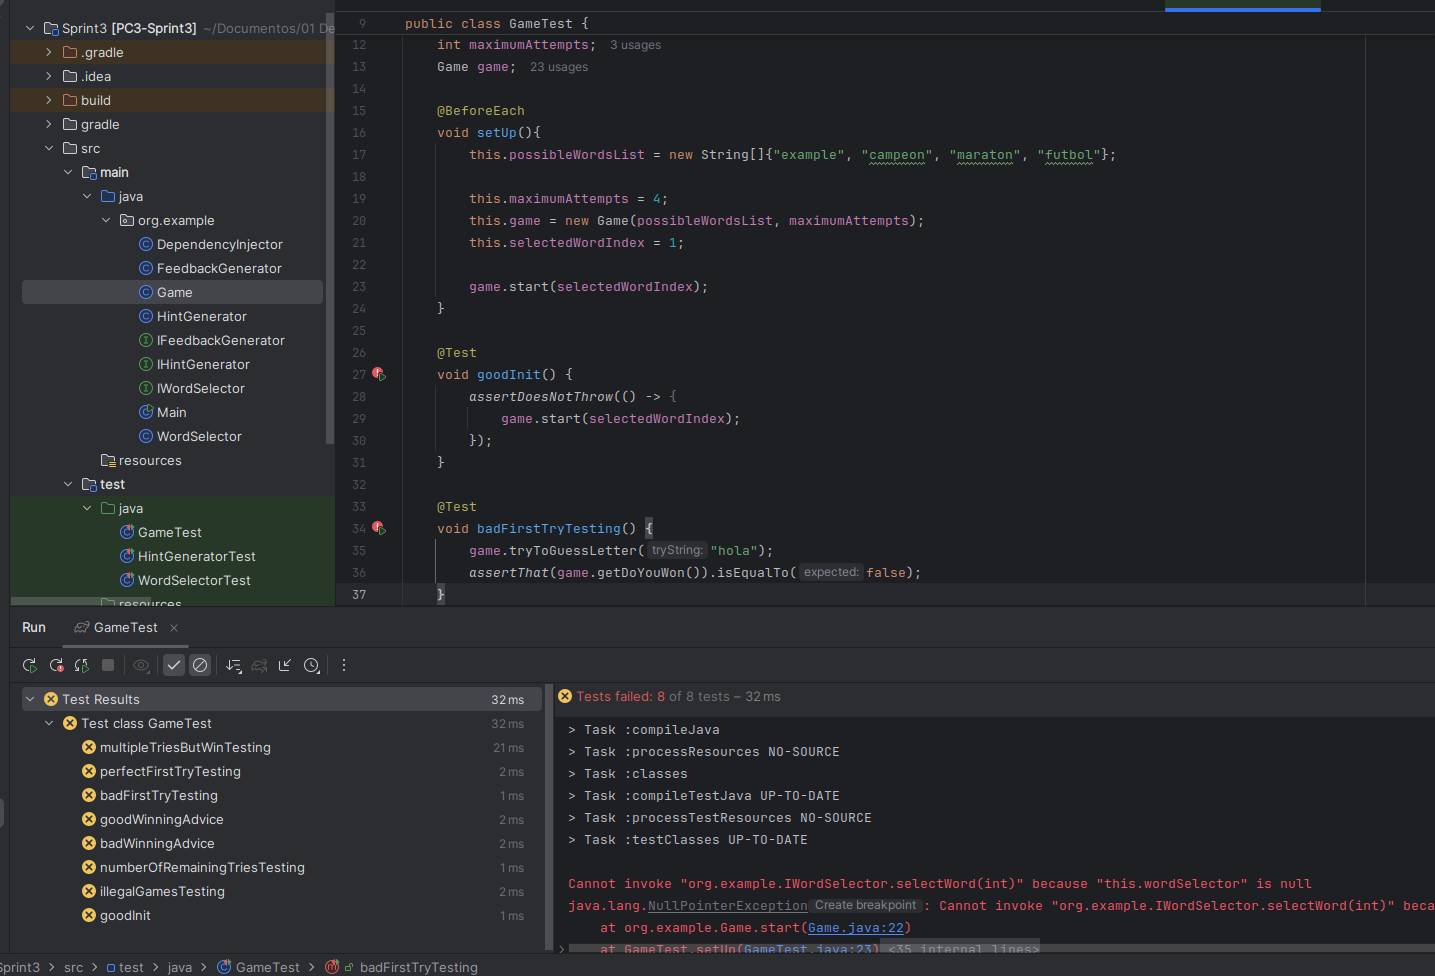 Sprint3 [PC3-Sprint3] ~/Documentos/01 De
.gradle
.idea
build
gradle
src
main
java
org.example
DependencyInjector
FeedbackGenerator
Game
HintGenerator
IFeedbackGenerator
IHintGenerator
IWordSelector
Main
WordSelector
resources
test
java
GameTest
HintGeneratorTest
WordSelectorTest
resources
9 public class GameTest {
12 int maximumAttempts; 3 usages
13 Game game; 23 usages
14
15 @BeforeEach
16 void setUp(){
17 this.possibleWordsList = new String[]{"example", "campeon", "maraton", "futbol"};
18
19 this.maximumAttempts = 4;
20 this.game = new Game(possibleWordsList, maximumAttempts);
21 this.selectedWordIndex = 1;
22
23 game.start(selectedWordIndex);
24 }
25
26 @Test
27 void goodInit() {
28 assertDoesNotThrow(() -> {
29 game.start(selectedWordIndex);
30 });
31 }
32
33 @Test
34 void badFirstTryTesting() {
35 game.tryToGuessLetter( tryString: "hola");
36 assertThat(game.getDoYouWon()).isEqualTo( expected: false);
37 }
Run GameTest ×
Test Results 32 ms
Test class GameTest 32 ms
multipleTriesButWinTesting 21 ms
perfectFirstTryTesting 2 ms
badFirstTryTesting 1 ms
goodWinningAdvice 2 ms
badWinningAdvice 2 ms
numberOfRemainingTriesTesting 1 ms
illegalGamesTesting 2 ms
goodInit 1 ms
Tests failed: 8 of 8 tests – 32 ms
> Task :compileJava
> Task :processResources NO-SOURCE
> Task :classes
> Task :compileTestJava UP-TO-DATE
> Task :processTestResources NO-SOURCE
> Task :testClasses UP-TO-DATE
Cannot invoke "org.example.IWordSelector.selectWord(int)" because "this.wordSelector" is null
java.lang.NullPointerException Create breakpoint : Cannot invoke "org.example.IWordSelector.selectWord(int)" beca
at org.example.Game.start(Game.java:22)
at GameTest.setUp(GameTest.java:23) <35 internal lines>
Sprint3 > src > test > java > GameTest > badFirstTryTesting